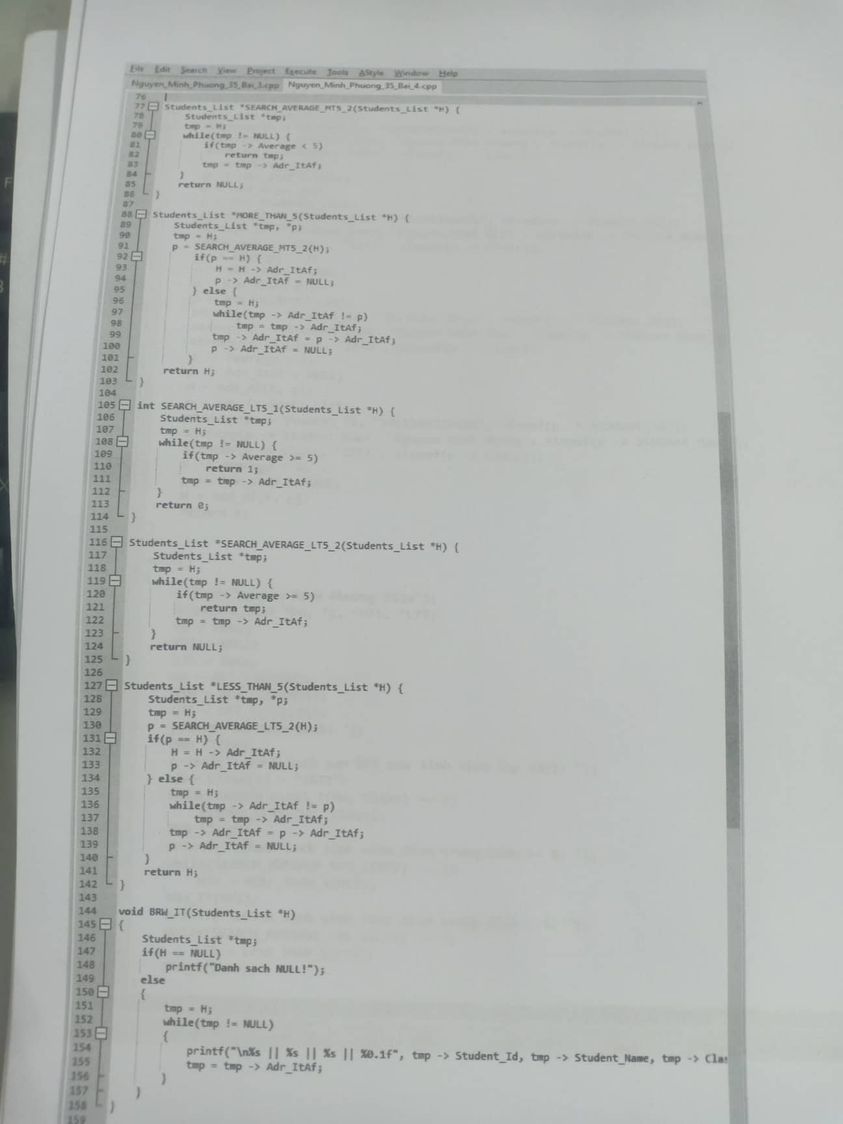 File Edit Search View Project Execute Tools AStyle Window Help
Nguyen_Minh_Phuong_35_Bai_3.cpp Nguyen_Minh_Phuong_35_Bai_4.cpp
76
77 Students_List *SEARCH_AVERAGE_MT5_2(Students_List *H) {
78 Students_List *tmp;
79 tmp = H;
80 while(tmp != NULL) {
81 if(tmp -> Average < 5)
82 return tmp;
83 tmp = tmp -> Adr_ItAf;
84 }
85 return NULL;
86 }
87
88 Students_List *MORE_THAN_5(Students_List *H) {
89 Students_List *tmp, *p;
90 tmp = H;
91 p = SEARCH_AVERAGE_MT5_2(H);
92 if(p == H) {
93 H = H -> Adr_ItAf;
94 p -> Adr_ItAf = NULL;
95 } else {
96 tmp = H;
97 while(tmp -> Adr_ItAf != p)
98 tmp = tmp -> Adr_ItAf;
99 tmp -> Adr_ItAf = p -> Adr_ItAf;
100 p -> Adr_ItAf = NULL;
101 }
102 return H;
103 }
104
105 int SEARCH_AVERAGE_LT5_1(Students_List *H) {
106 Students_List *tmp;
107 tmp = H;
108 while(tmp != NULL) {
109 if(tmp -> Average >= 5)
110 return 1;
111 tmp = tmp -> Adr_ItAf;
112 }
113 return 0;
114 }
115
116 Students_List *SEARCH_AVERAGE_LT5_2(Students_List *H) {
117 Students_List *tmp;
118 tmp = H;
119 while(tmp != NULL) {
120 if(tmp -> Average >= 5)
121 return tmp;
122 tmp = tmp -> Adr_ItAf;
123 }
124 return NULL;
125 }
126
127 Students_List *LESS_THAN_5(Students_List *H) {
128 Students_List *tmp, *p;
129 tmp = H;
130 p = SEARCH_AVERAGE_LT5_2(H);
131 if(p == H) {
132 H = H -> Adr_ItAf;
133 p -> Adr_ItAf = NULL;
134 } else {
135 tmp = H;
136 while(tmp -> Adr_ItAf != p)
137 tmp = tmp -> Adr_ItAf;
138 tmp -> Adr_ItAf = p -> Adr_ItAf;
139 p -> Adr_ItAf = NULL;
140 }
141 return H;
142 }
143
144 void BRW_IT(Students_List *H)
145 {
146 Students_List *tmp;
147 if(H == NULL)
148 printf("Danh sach NULL!");
149 else
150 {
151 tmp = H;
152 while(tmp != NULL)
153 {
154 printf("\n%s || %s || %s || %0.1f", tmp -> Student_Id, tmp -> Student_Name, tmp -> Cla
155 tmp = tmp -> Adr_ItAf;
156 }
157 }
158 }
159